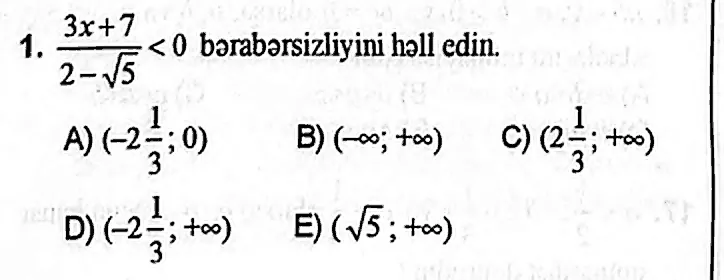 1. (3x+7)/(2−√5) < 0 bərabərsizliyini həll edin.
A) (−2 1/3; 0) B) (−∞; +∞) C) (2 1/3; +∞)
D) (−2 1/3; +∞) E) (√5; +∞)